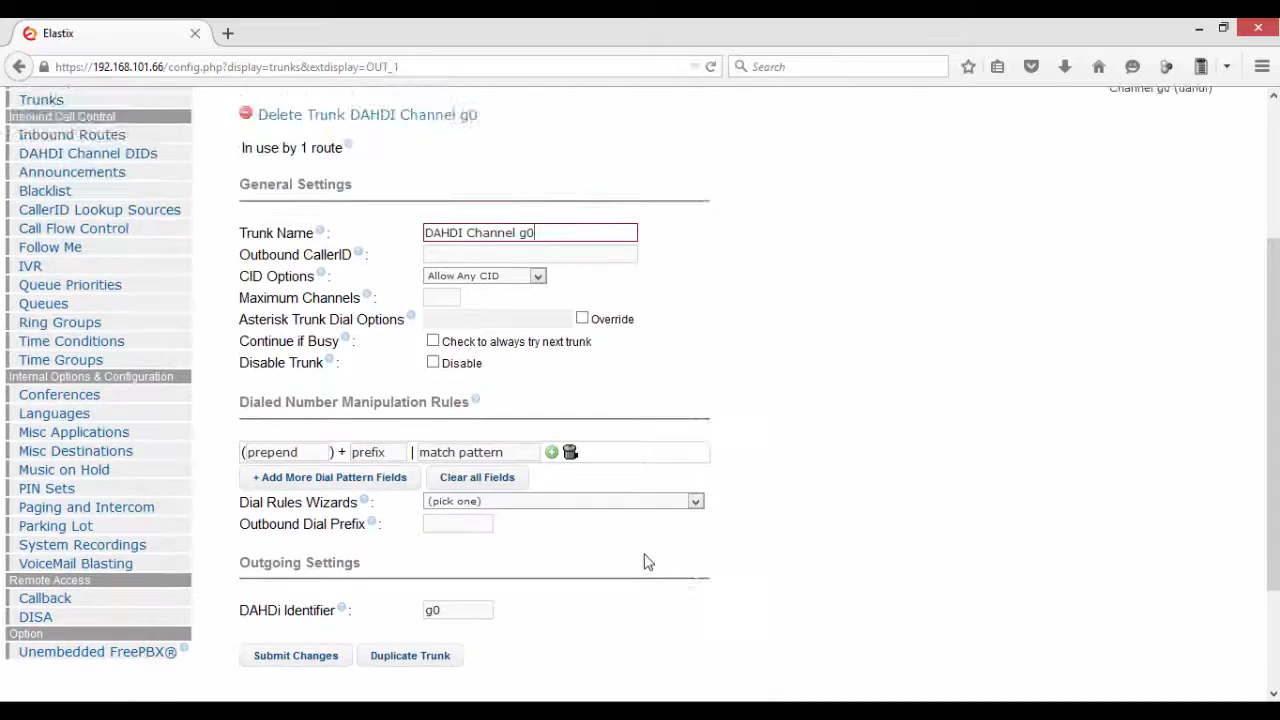 Elastix
https://192.168.101.66/config.php?display=trunks&extdisplay=OUT_1
Search
Channel g0 (dahdi)
Trunks
Inbound Call Control
Inbound Routes
DAHDI Channel DIDs
Announcements
Blacklist
CallerID Lookup Sources
Call Flow Control
Follow Me
IVR
Queue Priorities
Queues
Ring Groups
Time Conditions
Time Groups
Internal Options & Configuration
Conferences
Languages
Misc Applications
Misc Destinations
Music on Hold
PIN Sets
Paging and Intercom
Parking Lot
System Recordings
VoiceMail Blasting
Remote Access
Callback
DISA
Option
Unembedded FreePBX®
Delete Trunk DAHDI Channel g0
In use by 1 route
General Settings
Trunk Name : DAHDI Channel g0
Outbound CallerID :
CID Options : Allow Any CID
Maximum Channels :
Asterisk Trunk Dial Options : Override
Continue if Busy : Check to always try next trunk
Disable Trunk : Disable
Dialed Number Manipulation Rules
(prepend ) + prefix | match pattern
+ Add More Dial Pattern Fields Clear all Fields
Dial Rules Wizards : (pick one)
Outbound Dial Prefix :
Outgoing Settings
DAHDi Identifier : g0
Submit Changes Duplicate Trunk